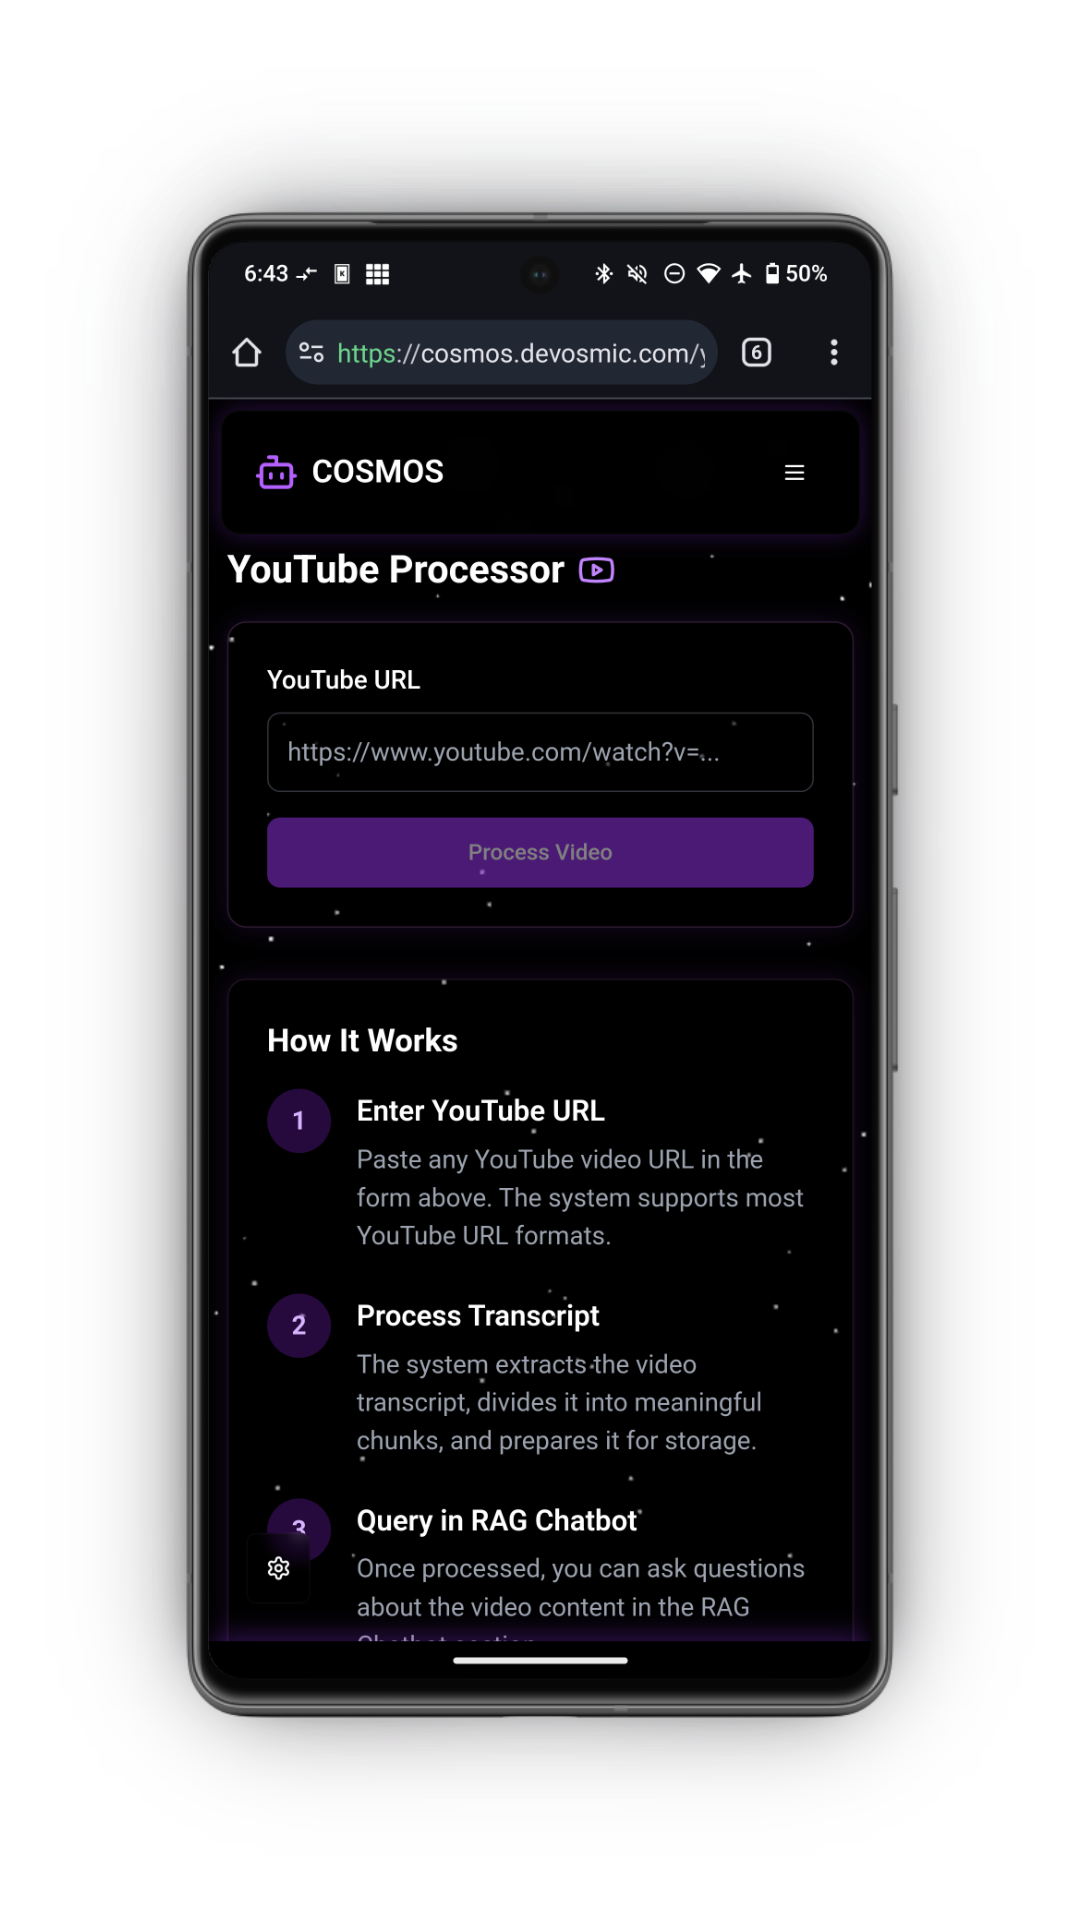 6:43
50%
https://cosmos.devosmic.com/y
6
COSMOS
YouTube Processor
YouTube URL
https://www.youtube.com/watch?v=...
Process Video
How It Works
1
Enter YouTube URL
Paste any YouTube video URL in the
form above. The system supports most
YouTube URL formats.
2
Process Transcript
The system extracts the video
transcript, divides it into meaningful
chunks, and prepares it for storage.
3
Query in RAG Chatbot
Once processed, you can ask questions
about the video content in the RAG